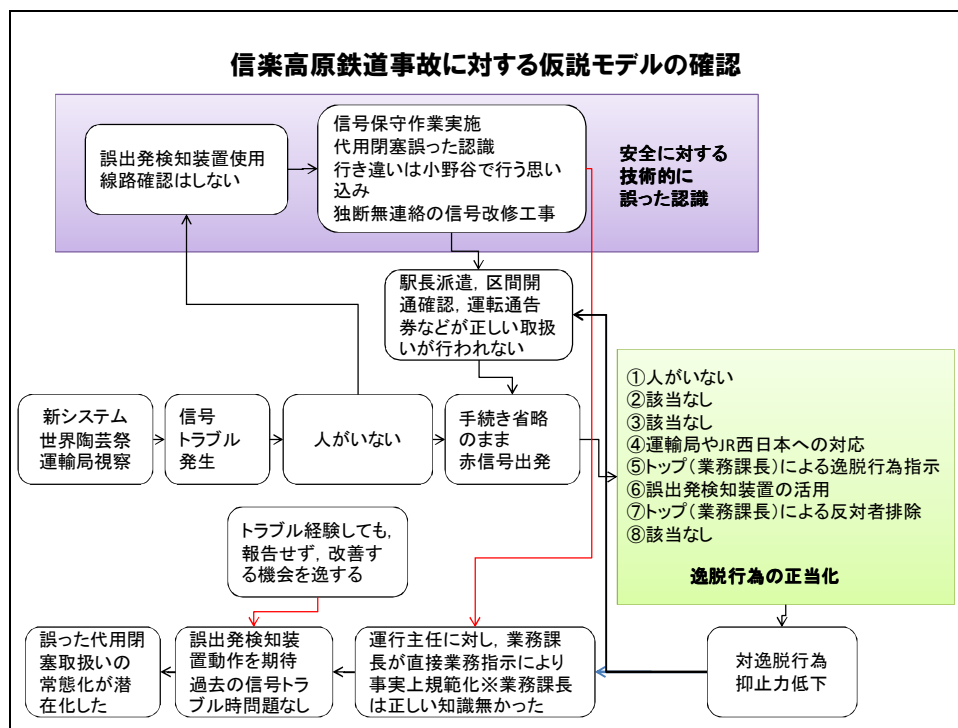 信楽高原鉄道事故に対する仮説モデルの確認
誤出発検知装置使用
線路確認はしない
信号保守作業実施
代用閉塞誤った認識
行き違いは小野谷で行う思い
込み
独断無連絡の信号改修工事
安全に対する
技術的に
誤った認識
駅長派遣，区間開
通確認，運転通告
券などが正しい取扱
いが行われない
新システム
世界陶芸祭
運輸局視察
信号
トラブル
発生
人がいない
手続き省略
のまま
赤信号出発
①人がいない
②該当なし
③該当なし
④運輸局やJR西日本への対応
⑤トップ（業務課長）による逸脱行為指示
⑥誤出発検知装置の活用
⑦トップ（業務課長）による反対者排除
⑧該当なし
逸脱行為の正当化
トラブル経験しても，
報告せず，改善す
る機会を逸する
誤った代用閉
塞取扱いの
常態化が潜
在化した
誤出発検知装
置動作を期待
過去の信号トラ
ブル時問題なし
運行主任に対し，業務課
長が直接業務指示により
事実上規範化※業務課長
は正しい知識無かった
対逸脱行為
抑止力低下